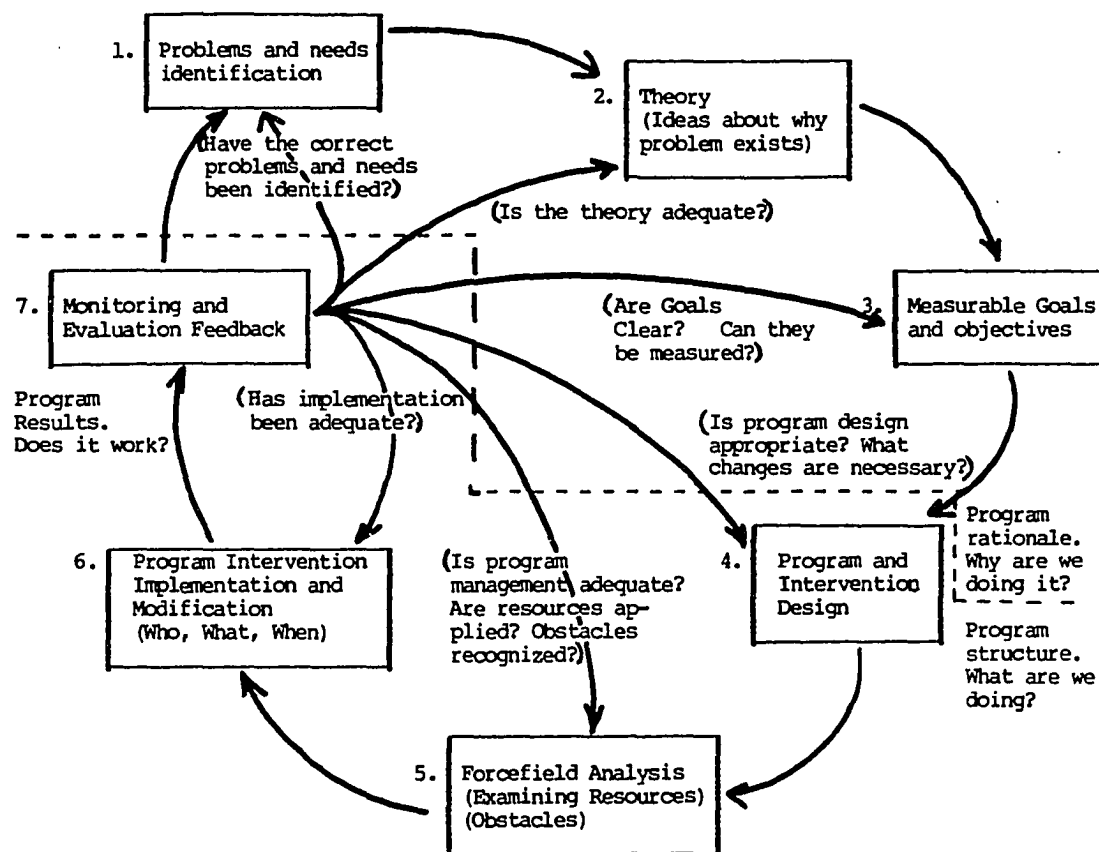 1. Problems and needs
identification
2. Theory
(Ideas about why
problem exists)
(Have the correct
problems and needs
been identified?)
(Is the theory adequate?)
7. Monitoring and
Evaluation Feedback
(Are Goals
Clear? Can they
be measured?)
3. Measurable Goals
and objectives
Program
Results.
Does it work?
(Has implementation
been adequate?)
(Is program design
appropriate? What
changes are necessary?)
6. Program Intervention
Implementation and
Modification
(Who, What, When)
(Is program
management adequate?
Are resources ap-
plied? Obstacles
recognized?)
4. Program and
Intervention
Design
Program
rationale.
Why are we
doing it?
Program
structure.
What are we
doing?
5. Forcefield Analysis
(Examining Resources)
(Obstacles)